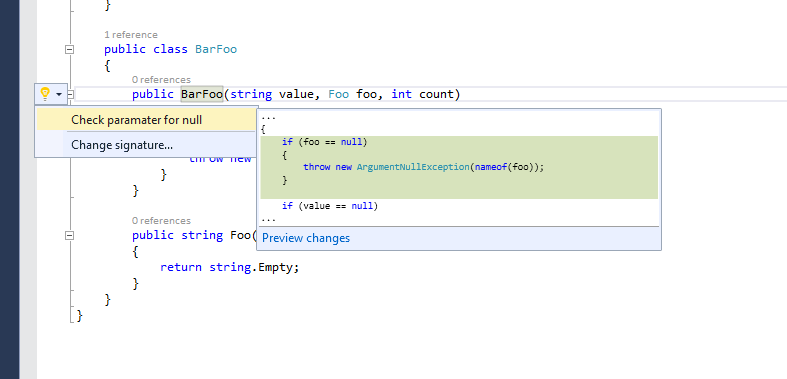 }
1 reference
public class BarFoo
{
0 references
public BarFoo(string value, Foo foo, int count)
Check paramater for null
Change signature...
...
{
if (foo == null)
{
throw new ArgumentNullException(nameof(foo));
}
if (value == null)
...
Preview changes
throw new
}
}
0 references
public string Foo(
{
return string.Empty;
}
}
}